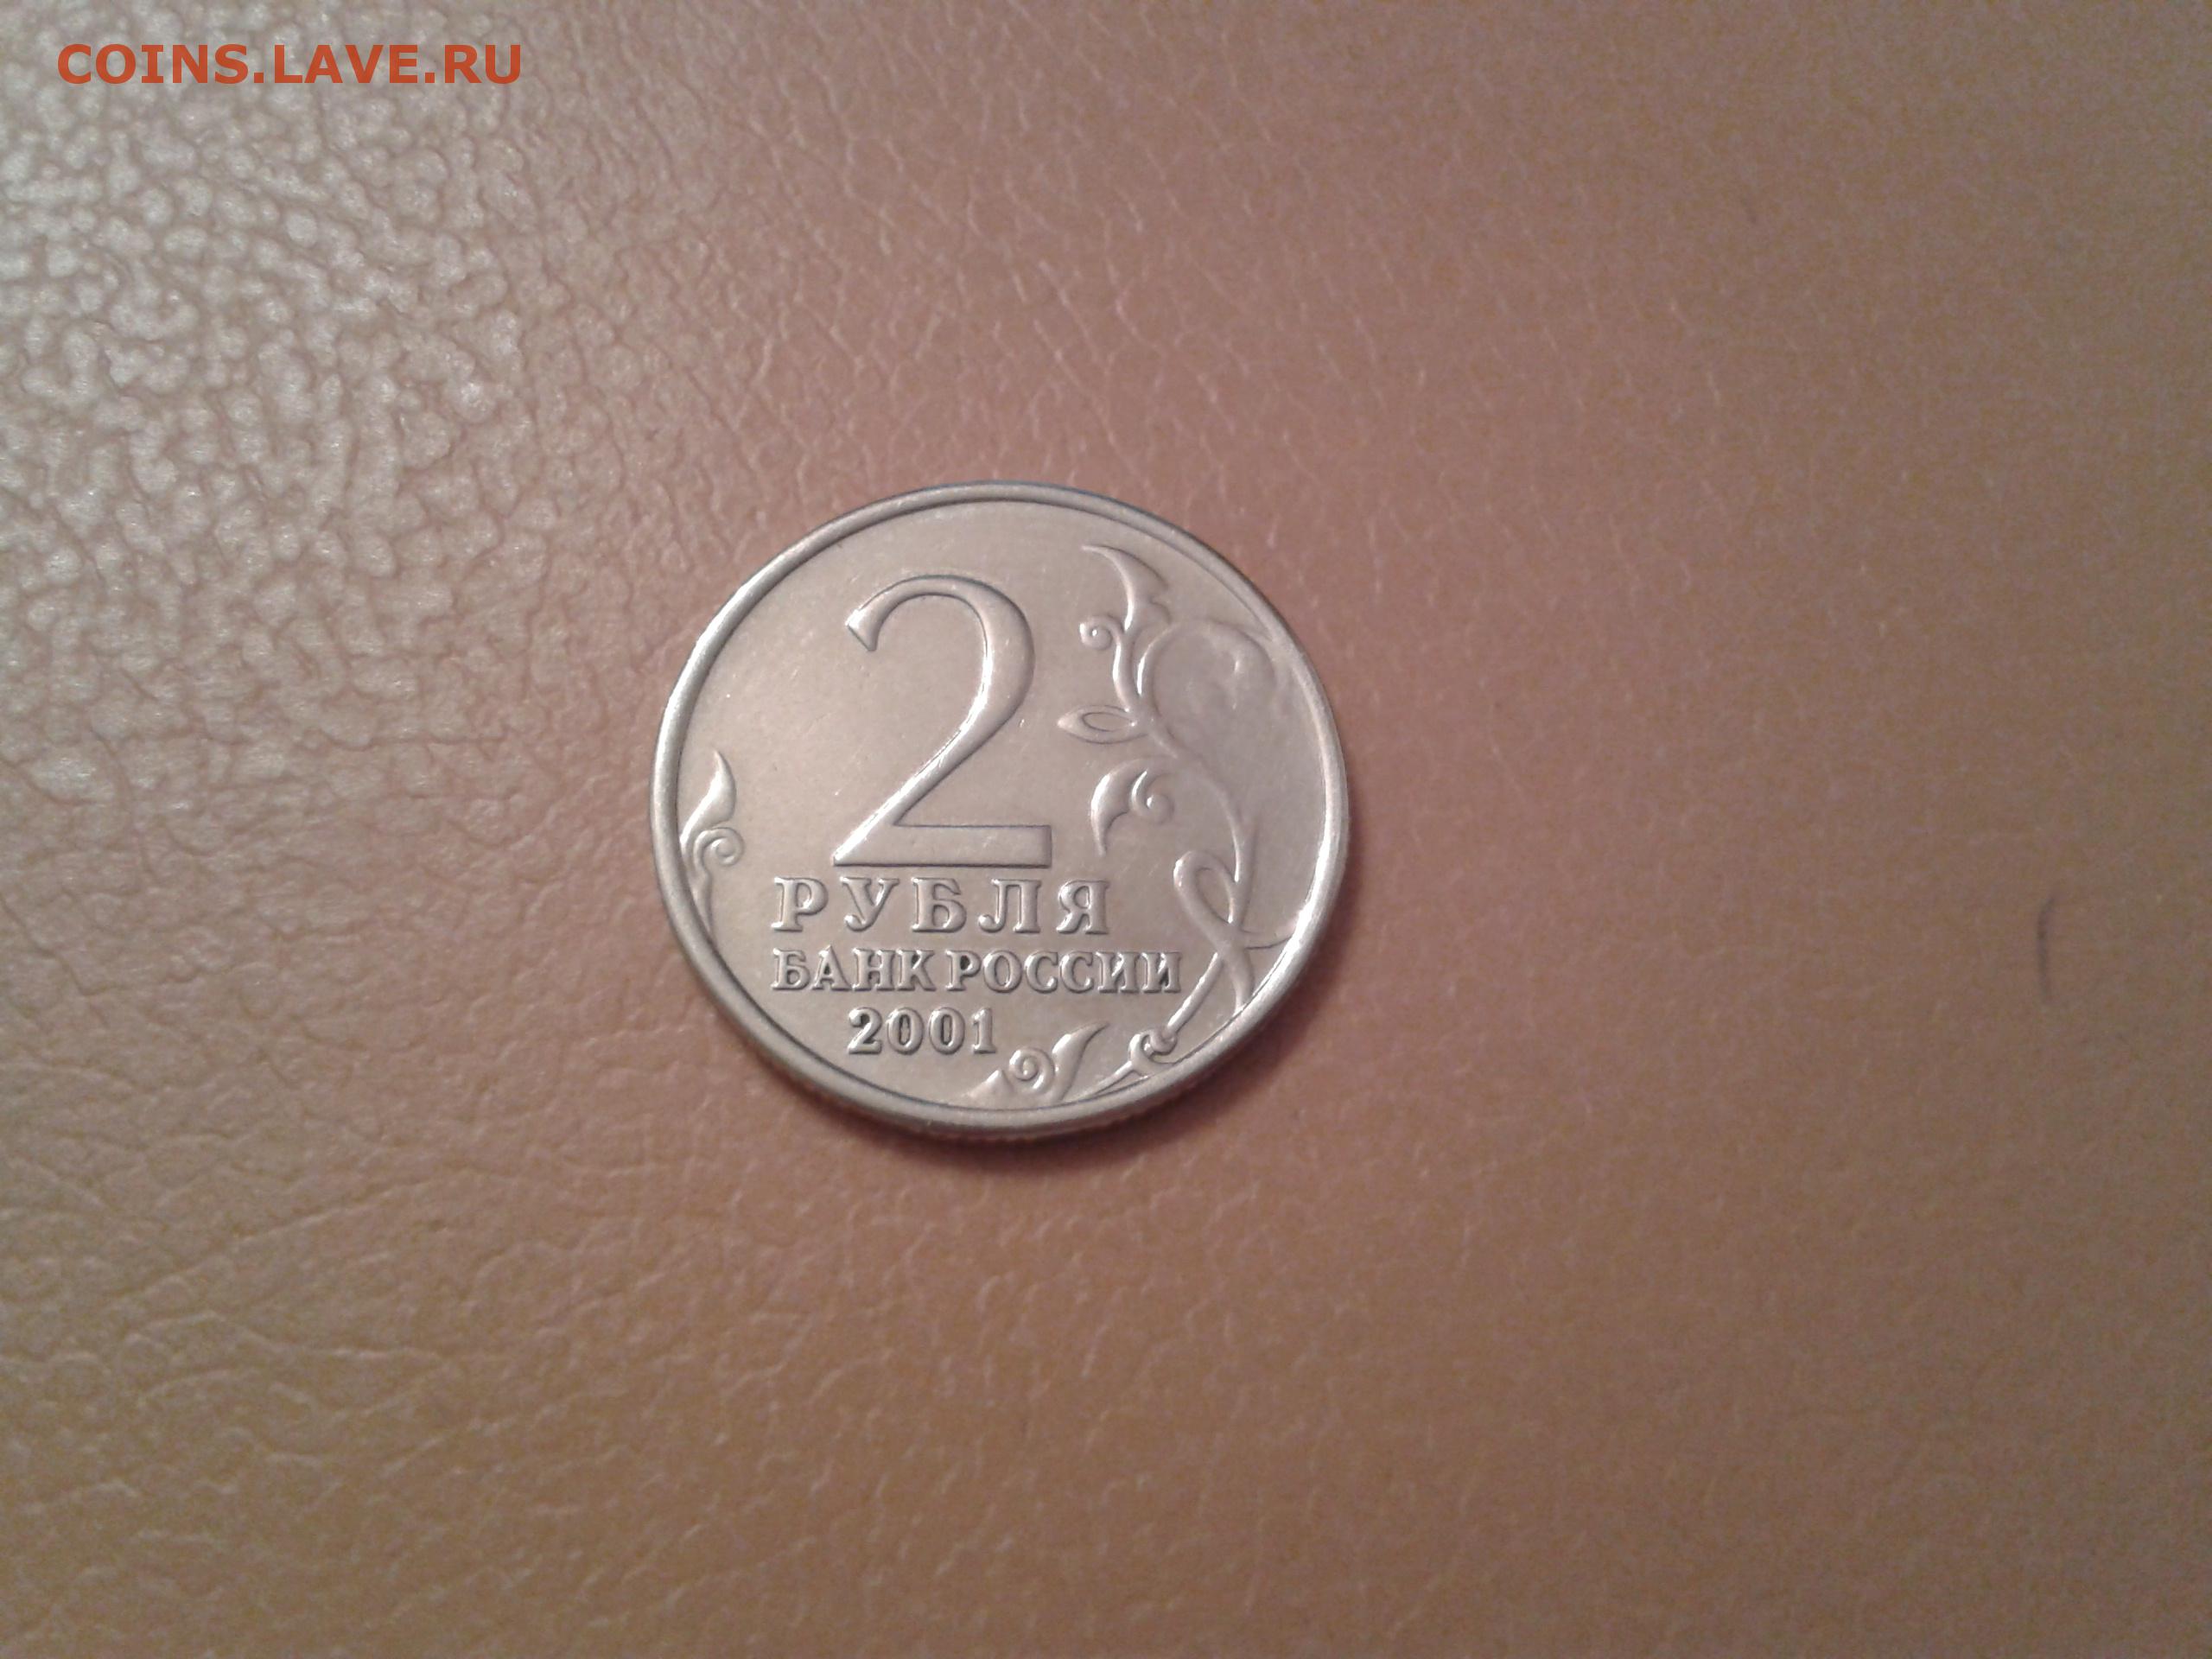 COINS.LAVE.RU
2
РУБЛЯ
БАНК РОССИИ
2001